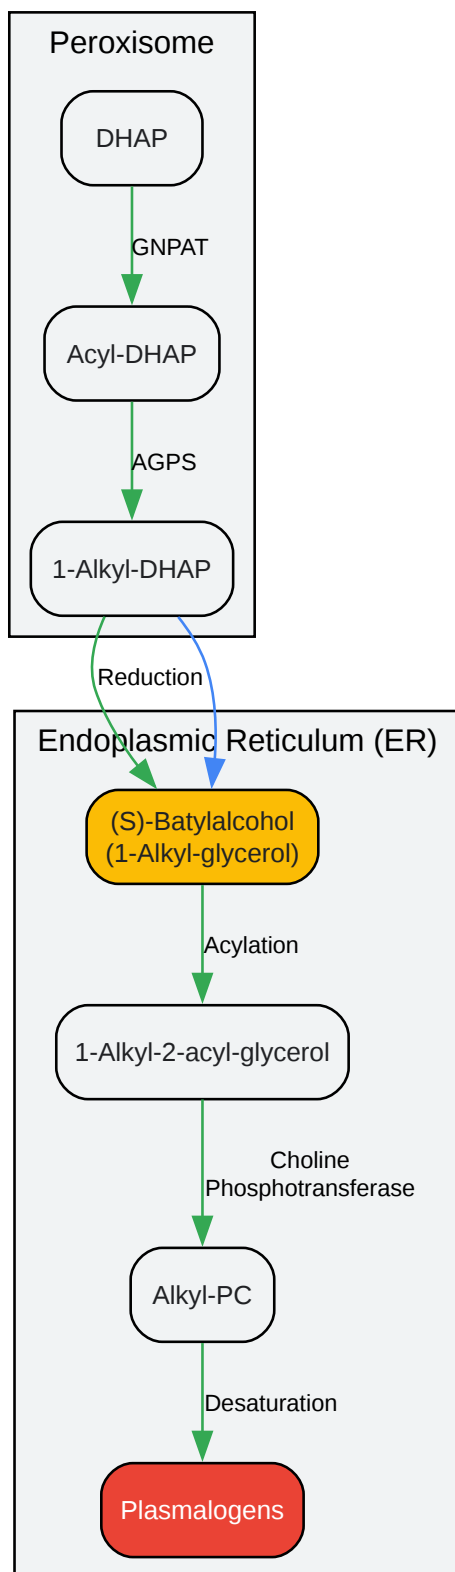 Peroxisome
DHAP
GNPAT
Acyl-DHAP
AGPS
1-Alkyl-DHAP
Reduction
Endoplasmic Reticulum (ER)
(S)-Batylalcohol
(1-Alkyl-glycerol)
Acylation
1-Alkyl-2-acyl-glycerol
Choline
Phosphotransferase
Alkyl-PC
Desaturation
Plasmalogens